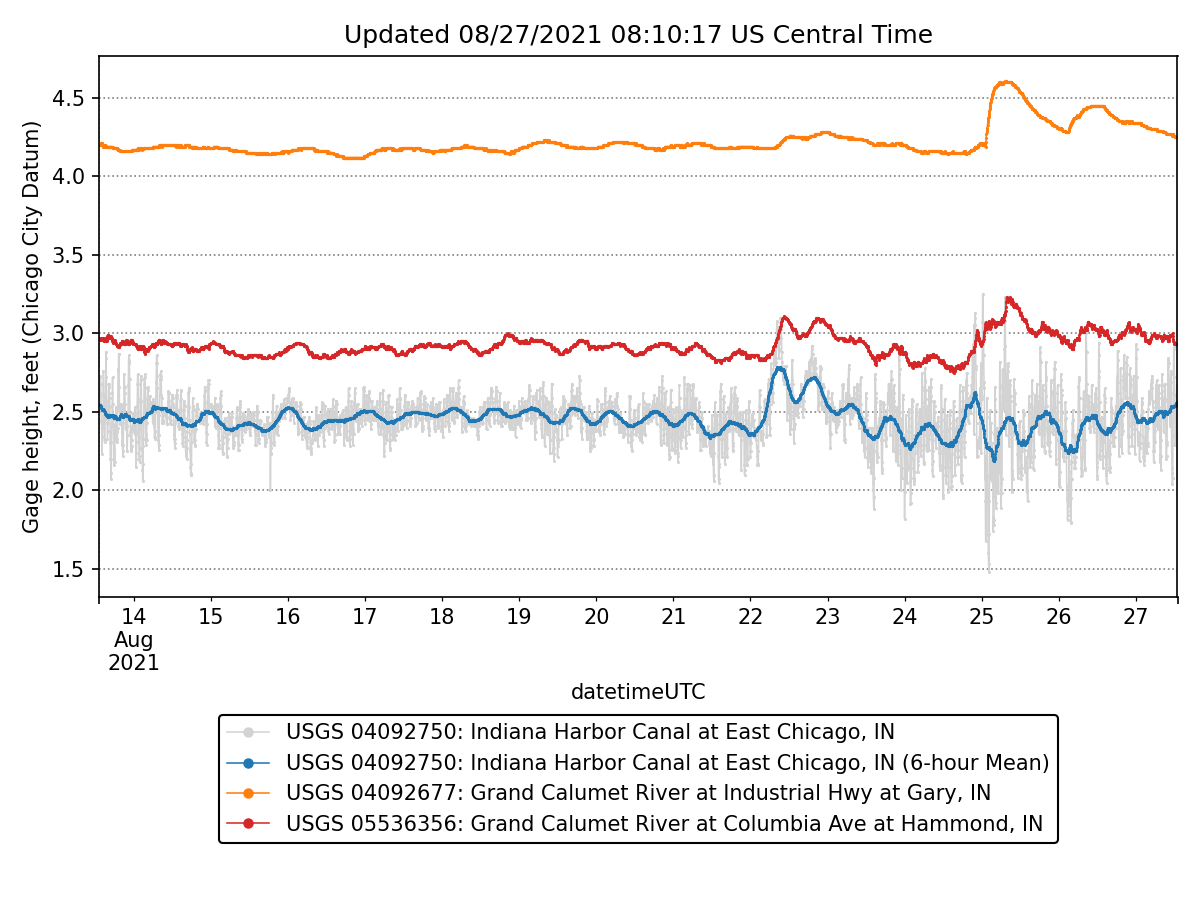 Updated 08/27/2021 08:10:17 US Central Time
Gage height, feet (Chicago City Datum)
4.5
4.0
3.5
3.0
2.5
2.0
1.5
14 15 16 17 18 19 20 21 22 23 24 25 26 27
Aug
2021
datetimeUTC
USGS 04092750: Indiana Harbor Canal at East Chicago, IN
USGS 04092750: Indiana Harbor Canal at East Chicago, IN (6-hour Mean)
USGS 04092677: Grand Calumet River at Industrial Hwy at Gary, IN
USGS 05536356: Grand Calumet River at Columbia Ave at Hammond, IN